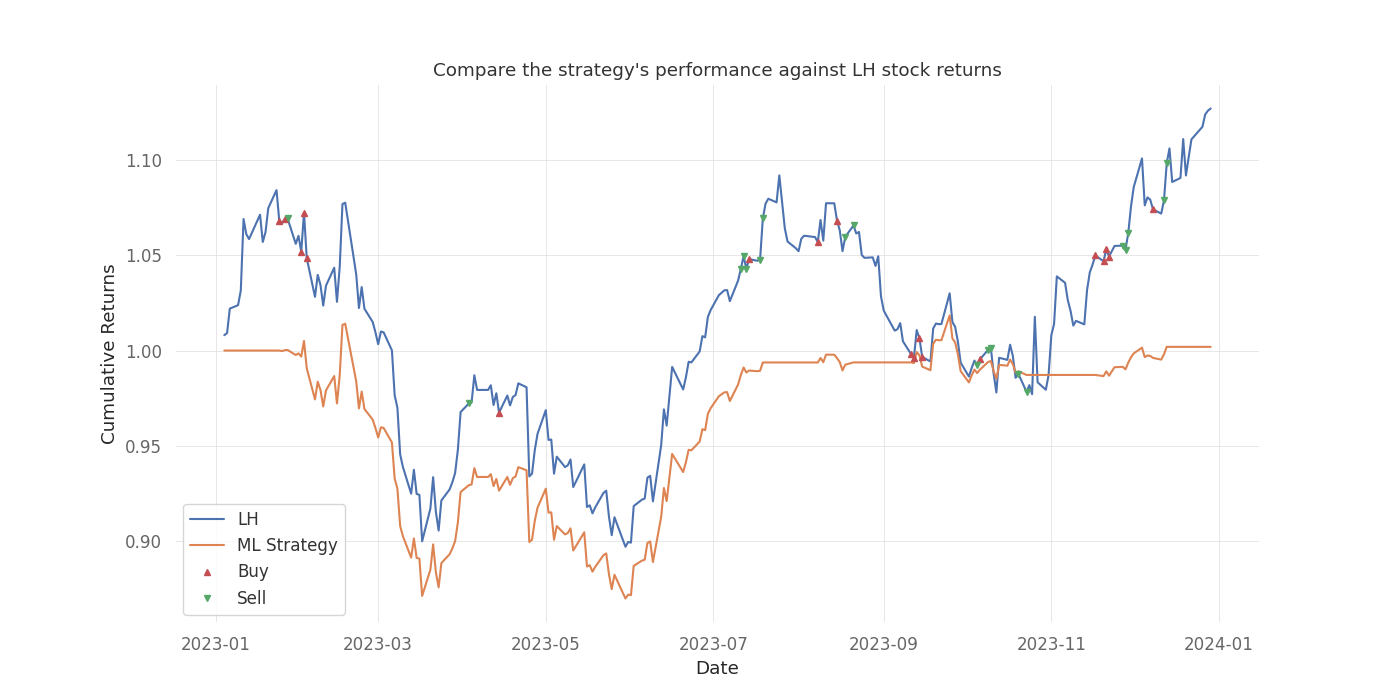 Compare the strategy's performance against LH stock returns
Cumulative Returns
1.10
1.05
1.00
0.95
0.90
LH
ML Strategy
Buy
Sell
2023-01 2023-03 2023-05 2023-07 2023-09 2023-11 2024-01
Date